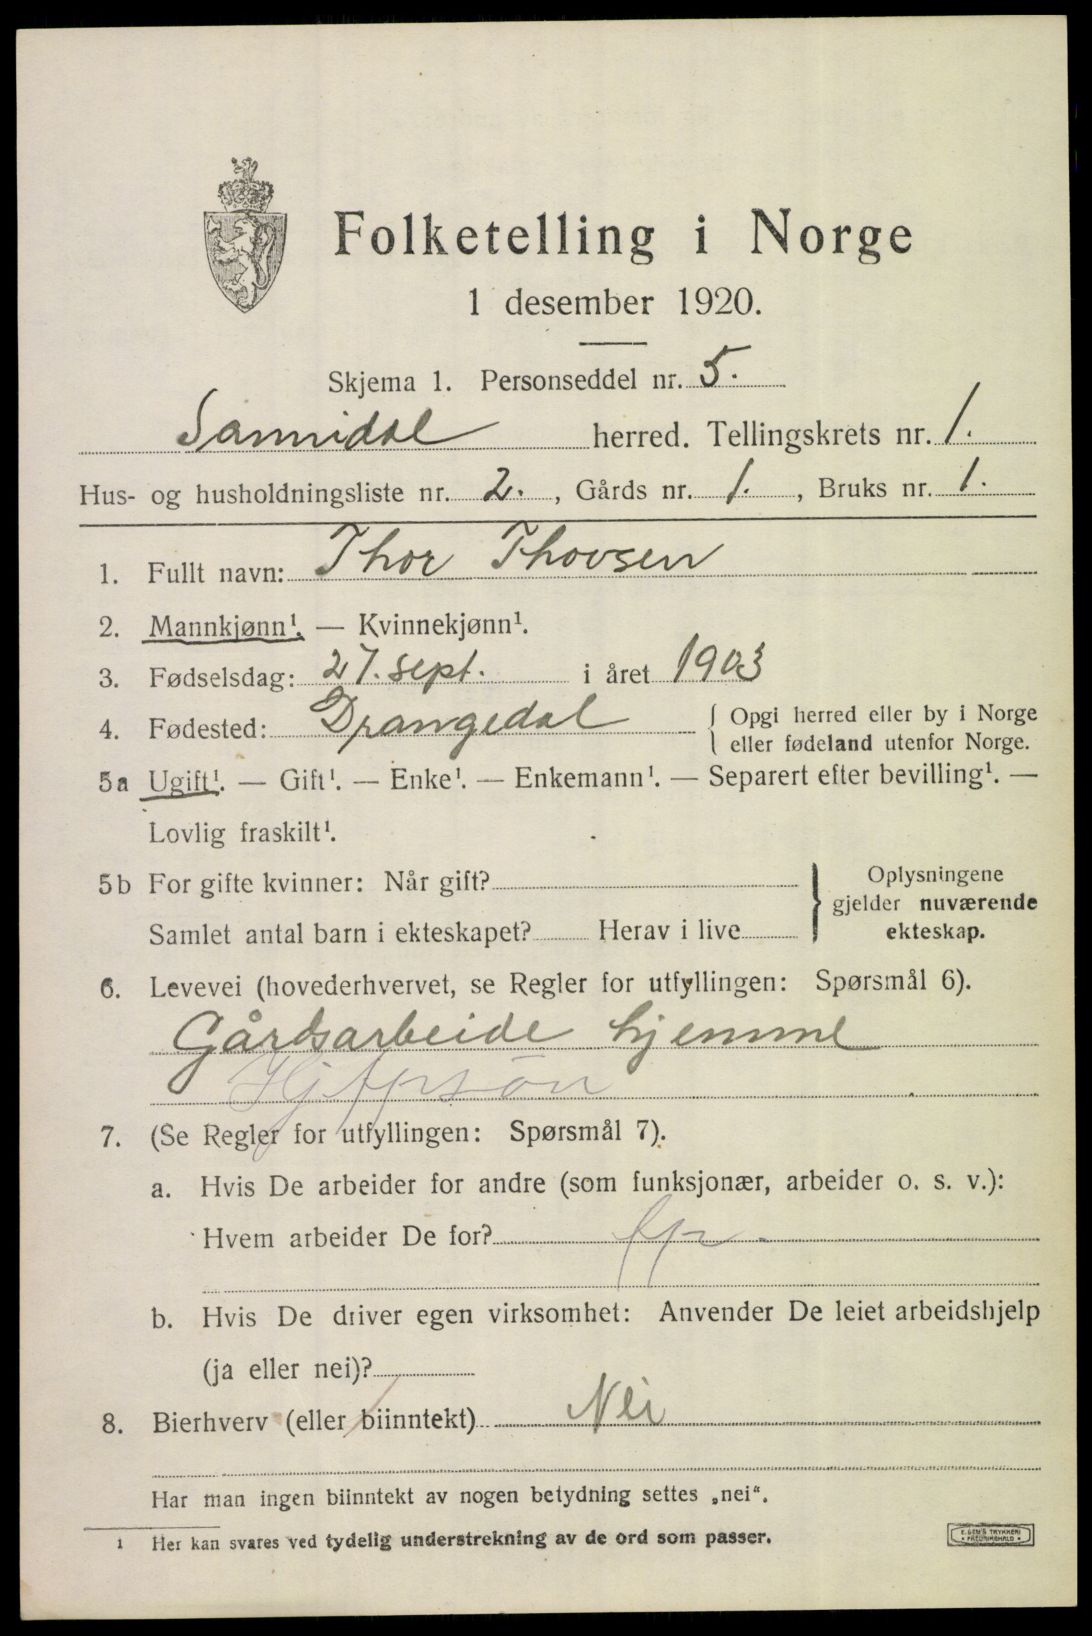 Folketelling i Norge
1 desember 1920.
Skjema 1. Personseddel nr. 5.
Sannidal herred. Tellingskrets nr. 1.
Hus- og husholdningsliste nr. 2., Gårds nr. 1., Bruks nr. 1.
1. Fullt navn: Thor Thovsen
2. Mannkjønn¹. — Kvinnekjønn¹.
3. Fødselsdag: 27. sept. i året 1903
4. Fødested: Drangedal { Opgi herred eller by i Norge
eller fødeland utenfor Norge.
5a Ugift¹. — Gift¹. — Enke¹. — Enkemann¹. — Separert efter bevilling¹. —
Lovlig fraskilt¹.
5b For gifte kvinner: Når gift?
Samlet antal barn i ekteskapet? Herav i live
} Oplysningene
gjelder nuværende
ekteskap.
6. Levevei (hovederhvervet, se Regler for utfyllingen: Spørsmål 6).
Gårdsarbeide hjemme
7. (Se Regler for utfyllingen: Spørsmål 7).
a. Hvis De arbeider for andre (som funksjonær, arbeider o. s. v.):
Hvem arbeider De for?
b. Hvis De driver egen virksomhet: Anvender De leiet arbeidshjelp
(ja eller nei)?
8. Bierhverv (eller biinntekt) Nei
Har man ingen biinntekt av nogen betydning settes „nei“.
1 Her kan svares ved tydelig understrekning av de ord som passer.
E. SEM'S TRYKKERI
• FREDRIKSHALD •